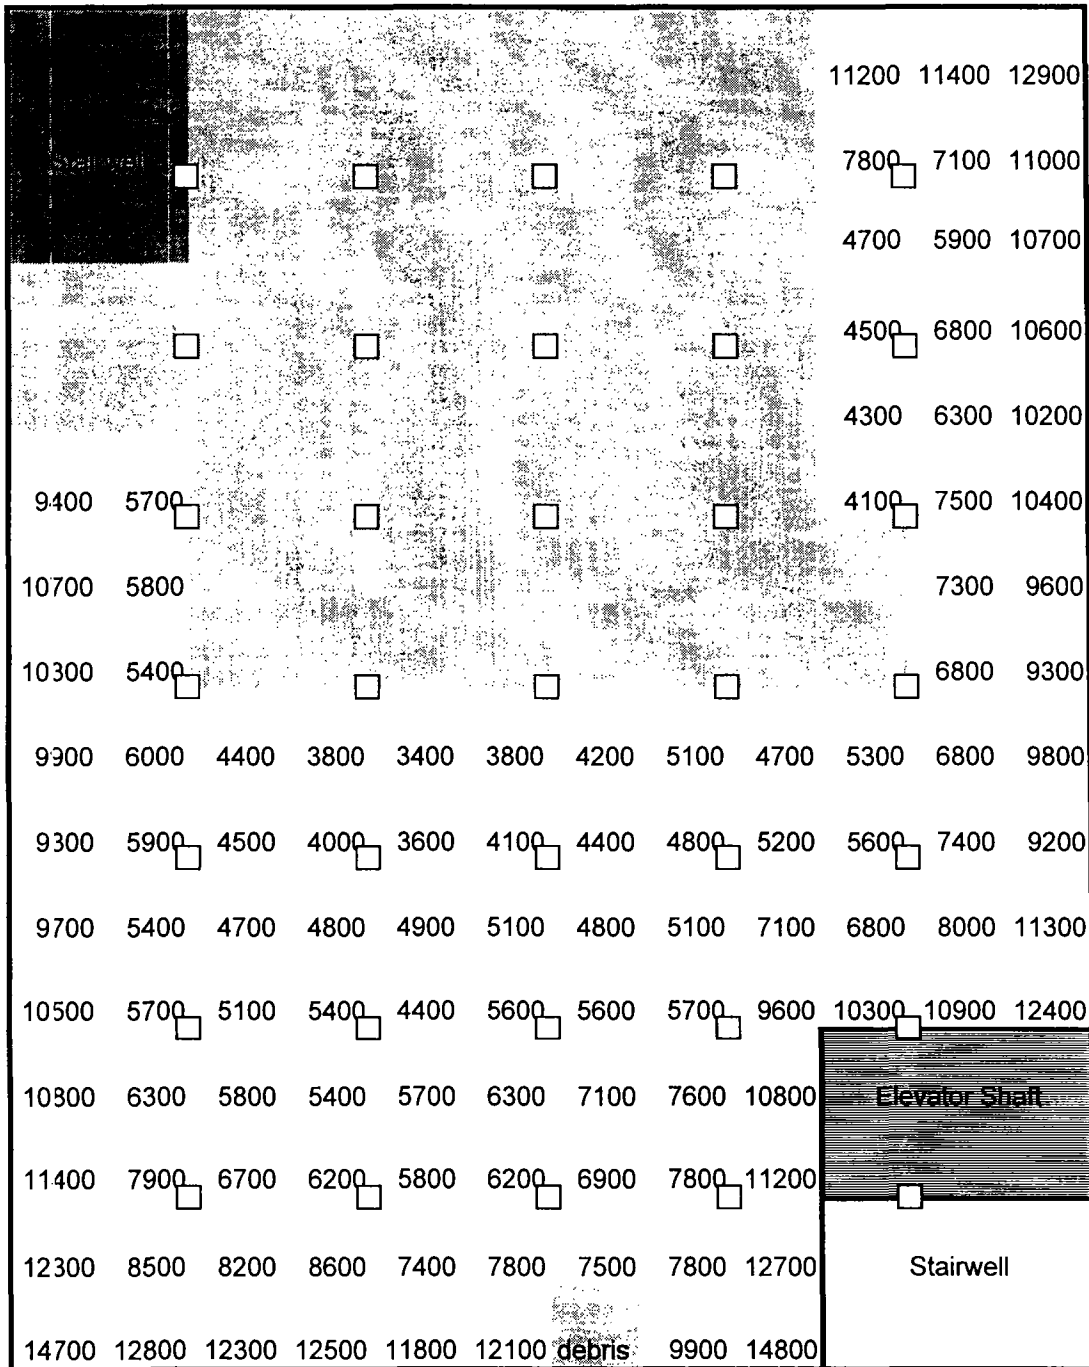 11200 11400 12900
Stairwell 7800 7100 11000
4700 5900 10700
4500 6800 10600
4300 6300 10200
9400 5700 4100 7500 10400
10700 5800 7300 9600
10300 5400 6800 9300
9900 6000 4400 3800 3400 3800 4200 5100 4700 5300 6800 9800
9300 5900 4500 4000 3600 4100 4400 4800 5200 5600 7400 9200
9700 5400 4700 4800 4900 5100 4800 5100 7100 6800 8000 11300
10500 5700 5100 5400 4400 5600 5600 5700 9600 10300 10900 12400
10800 6300 5800 5400 5700 6300 7100 7600 10800 Elevator Shaft
11400 7900 6700 6200 5800 6200 6900 7800 11200
12300 8500 8200 8600 7400 7800 7500 7800 12700 Stairwell
14700 12800 12300 12500 11800 12100 debris 9900 14800